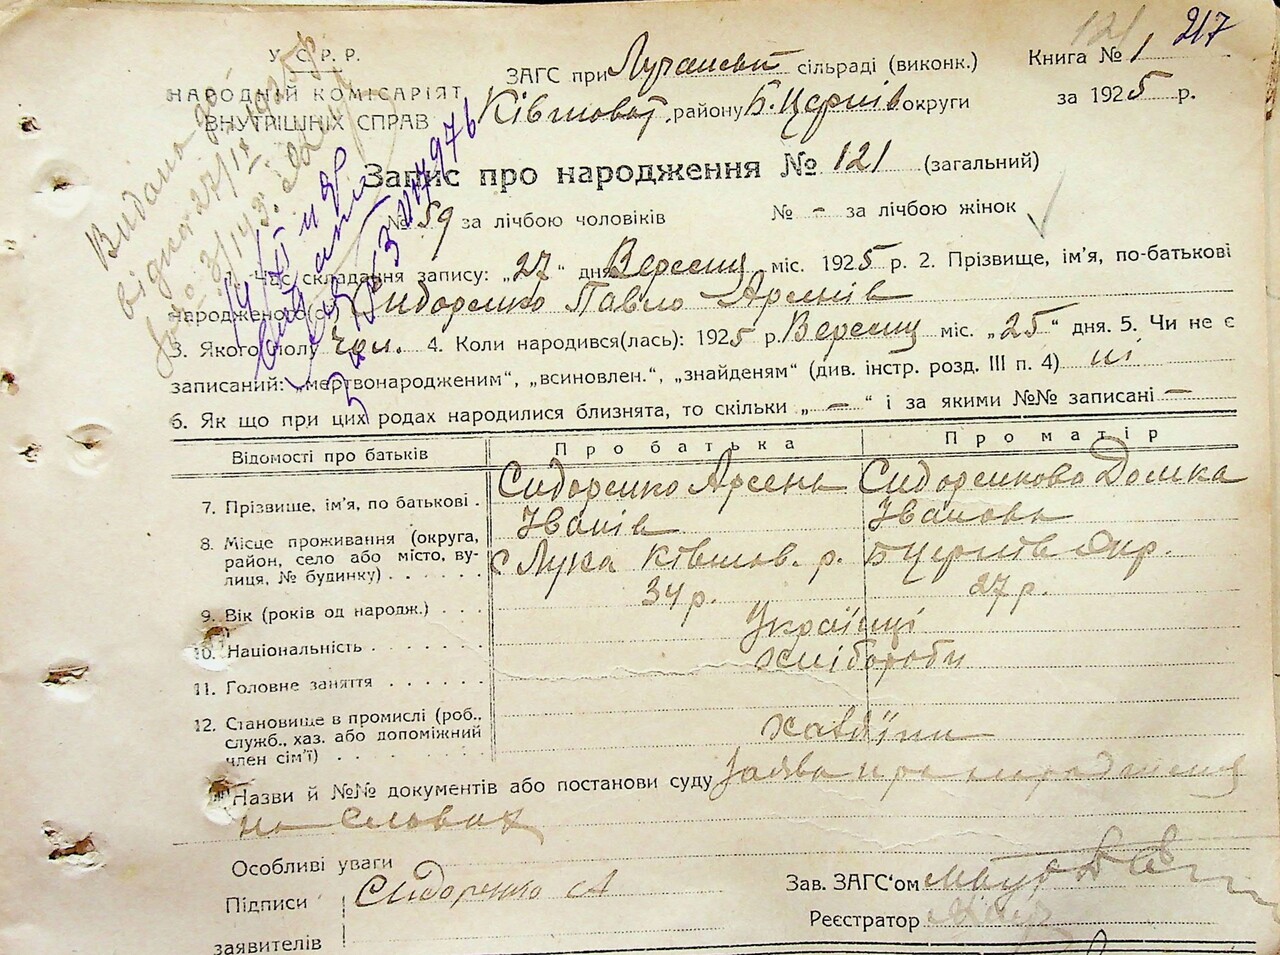 121 217
У. С. Р. Р.
НАРОДНІЙ КОМІСАРІЯТ
ВНУТРІШНІХ СПРАВ
ЗАГС при Лучанській сільраді (виконк.) Книга № 1
Ківшоват. району Б. Церків округи за 1925 р.
Запис про народження № 121 (загальний)
№ 59 за лічбою чоловіків № – за лічбою жінок
1. Час складання запису: „27“ дня Вересня міс. 1925 р. 2. Прізвище, ім’я, по-батькові
народженого Сидоренко Павло Арсенів
3. Якого полу чол. 4. Коли народився(лась): 1925 р. Вересня міс. „25“ дня. 5. Чи не є
записаний: „мертвонародженим“, „всиновлен.“, „знайденям“ (див. інстр. розд. III п. 4) ні
6. Як що при цих родах народилися близнята, то скільки „ – “ і за якими №№ записані –
Відомості про батьків Про батька Про матір
7. Прізвище, ім’я, по батькові . Сидоренко Арсень Іванів Сидоренкова Домка Іванова
8. Місце проживання (округа, район, село або місто, вулиця, № будинку) с Лука Ківшов. р. Б Церків Окр.
9. Вік (років од народж.) . . . 34 р. 27 р.
10. Національність Українці
11. Головне заняття хлібороби
12. Становище в промислі (роб., служб., хаз. або допоміжний член сім’ї) хазяїни
Назви й №№ документів або постанови суду Заява про народження
на словах
Особливі уваги
Підписи заявителів Сидоренко А
Зав. ЗАГС‘ом
Реєстратор
Видано